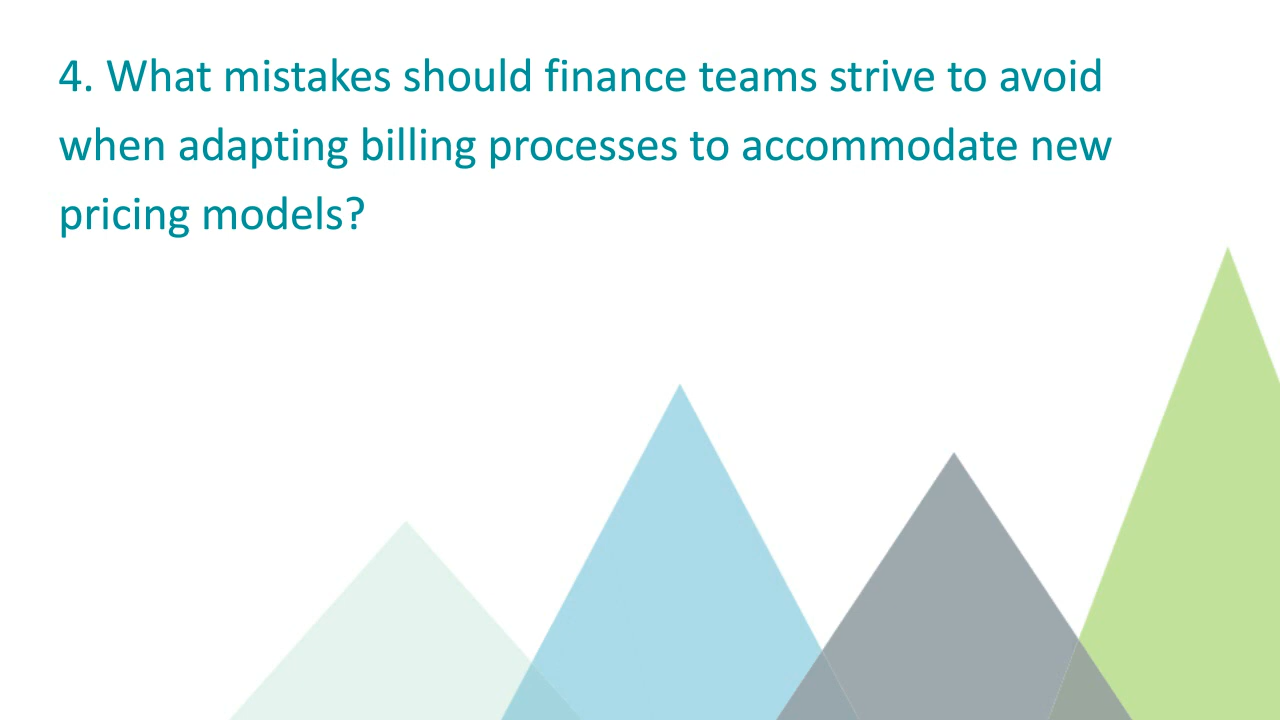 4. What mistakes should finance teams strive to avoid
when adapting billing processes to accommodate new
pricing models?